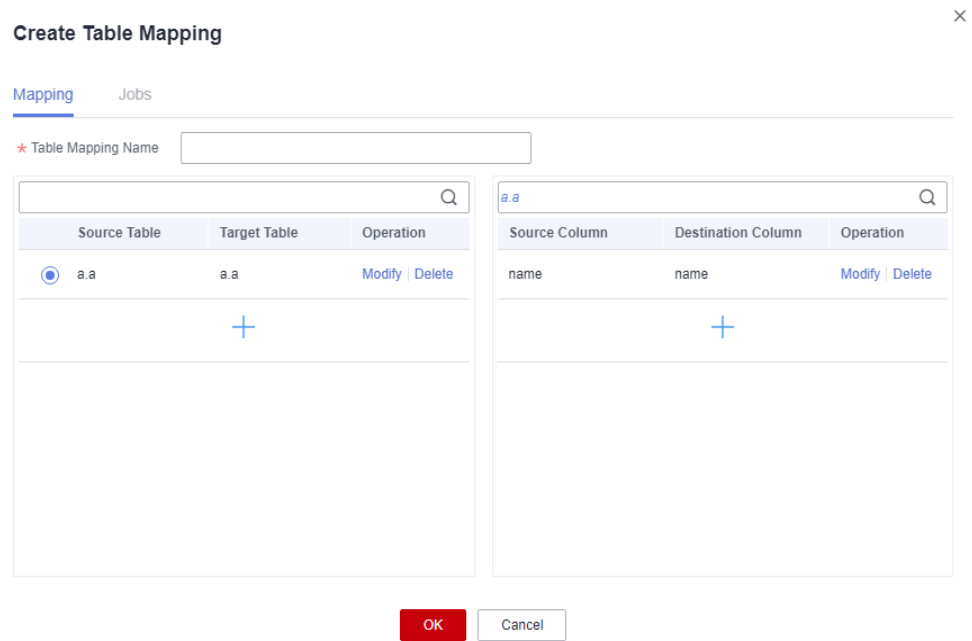 Create Table Mapping
Mapping Jobs
* Table Mapping Name
a.a
Source Table Target Table Operation
Source Column Destination Column Operation
a.a a.a Modify | Delete
name name Modify | Delete
OK Cancel